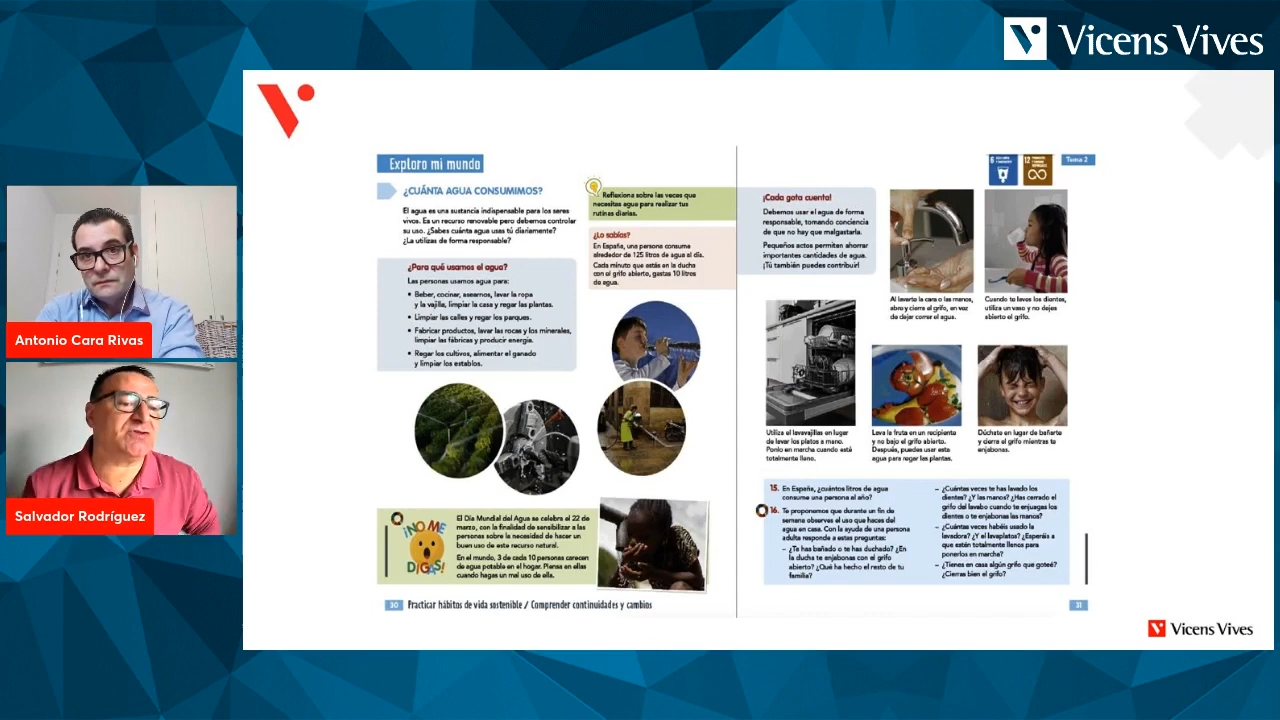 Vicens Vives
Antonio Cara Rivas
Salvador Rodríguez
Exploro mi mundo
¿CUÁNTA AGUA CONSUMIMOS?
El agua es una sustancia indispensable para los seres
vivos. Es un recurso renovable pero debemos controlar
su uso. ¿Sabes cuánta agua usas tú diariamente?
¿La utilizas de forma responsable?
¿Para qué usamos el agua?
Las personas usamos agua para:
• Beber, cocinar, asearnos, lavar la ropa
y la vajilla, limpiar la casa y regar las plantas.
• Limpiar las calles y regar los parques.
• Fabricar productos, lavar las rocas y los minerales,
limpiar las fábricas y producir energía.
• Regar los cultivos, alimentar el ganado
y limpiar los establos.
Reflexiona sobre las veces que
necesitas agua para realizar tus
rutinas diarias.
¿Lo sabías?
En España, una persona consume
alrededor de 125 litros de agua al día.
Cada minuto que estás en la ducha
con el grifo abierto, gastas 10 litros
de agua.
¡NO ME
DIGAS!
El Día Mundial del Agua se celebra el 22 de
marzo, con la finalidad de sensibilizar a las
personas sobre la necesidad de hacer un
buen uso de este recurso natural.
En el mundo, 3 de cada 10 personas carecen
de agua potable en el hogar. Piensa en ellas
cuando hagas un mal uso de ella.
30 Practicar hábitos de vida sostenible / Comprender continuidades y cambios
6
12
Tema 2
¡Cada gota cuenta!
Debemos usar el agua de forma
responsable, tomando conciencia
de que no hay que malgastarla.
Pequeños actos permiten ahorrar
importantes cantidades de agua.
¡Tú también puedes contribuir!
Al lavarte la cara o las manos,
abre y cierra el grifo, en vez
de dejar correr el agua.
Cuando te laves los dientes,
utiliza un vaso y no dejes
abierto el grifo.
Utiliza el lavavajillas en lugar
de lavar los platos a mano.
Ponlo en marcha cuando esté
totalmente lleno.
Lava la fruta en un recipiente
y no bajo el grifo abierto.
Después, puedes usar esta
agua para regar las plantas.
Dúchate en lugar de bañarte
y cierra el grifo mientras te
enjabonas.
15. En España, ¿cuántos litros de agua
consume una persona al año?
16. Te proponemos que durante un fin de
semana observes el uso que haces del
agua en casa. Con la ayuda de una persona
adulta responde a estas preguntas:
– ¿Te has bañado o te has duchado? ¿En
la ducha te enjabonas con el grifo
abierto? ¿Qué ha hecho el resto de tu
familia?
– ¿Cuántas veces te has lavado los
dientes? ¿Y las manos? ¿Has cerrado el
grifo del lavabo cuando te enjuagas los
dientes o te enjabonas las manos?
– ¿Cuántas veces habéis usado la
lavadora? ¿Y el lavaplatos? ¿Esperáis a
que estén totalmente llenos para
ponerlos en marcha?
– ¿Tienes en casa algún grifo que goteé?
¿Cierras bien el grifo?
31
Vicens Vives